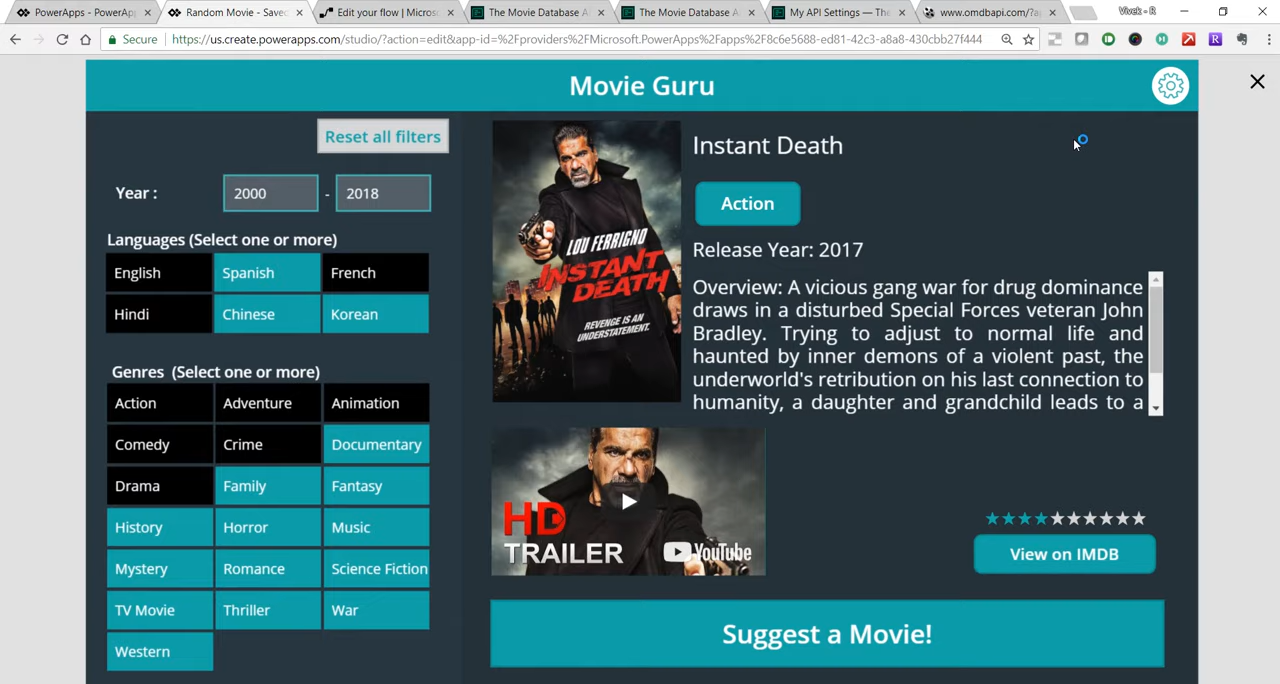 PowerApps - PowerApp
Random Movie - Saved
Edit your flow | Micros
The Movie Database A
The Movie Database A
My API Settings — The
www.omdbapi.com/?a
Vivek - R
Secure
https://us.create.powerapps.com/studio/?action=edit&app-id=%2Fproviders%2FMicrosoft.PowerApps%2Fapps%2F8c6e5688-ed81-42c3-a8a8-430cbb27f444
Movie Guru
Reset all filters
Year :
2000
-
2018
Languages (Select one or more)
English
Spanish
French
Hindi
Chinese
Korean
Genres (Select one or more)
Action
Adventure
Animation
Comedy
Crime
Documentary
Drama
Family
Fantasy
History
Horror
Music
Mystery
Romance
Science Fiction
TV Movie
Thriller
War
Western
LOU FERRIGNO
INSTANT
DEATH
REVENGE IS AN
UNDERSTATEMENT.
Instant Death
Action
Release Year: 2017
Overview: A vicious gang war for drug dominance
draws in a disturbed Special Forces veteran John
Bradley. Trying to adjust to normal life and
haunted by inner demons of a violent past, the
underworld's retribution on his last connection to
humanity, a daughter and grandchild leads to a
HD
TRAILER
YouTube
View on IMDB
Suggest a Movie!